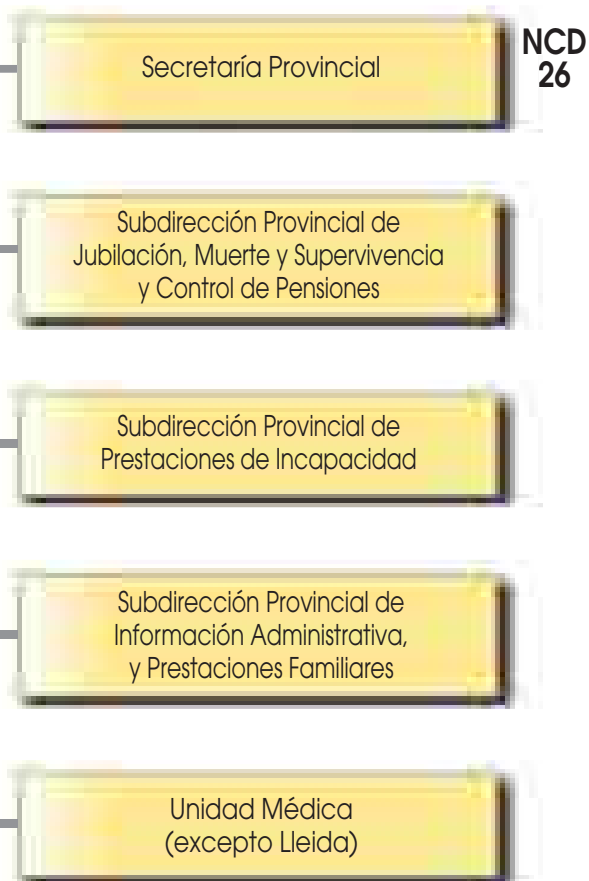 Secretaría Provincial
NCD
26
Subdirección Provincial de
Jubilación, Muerte y Supervivencia
y Control de Pensiones
Subdirección Provincial de
Prestaciones de Incapacidad
Subdirección Provincial de
Información Administrativa,
y Prestaciones Familiares
Unidad Médica
(excepto Lleida)